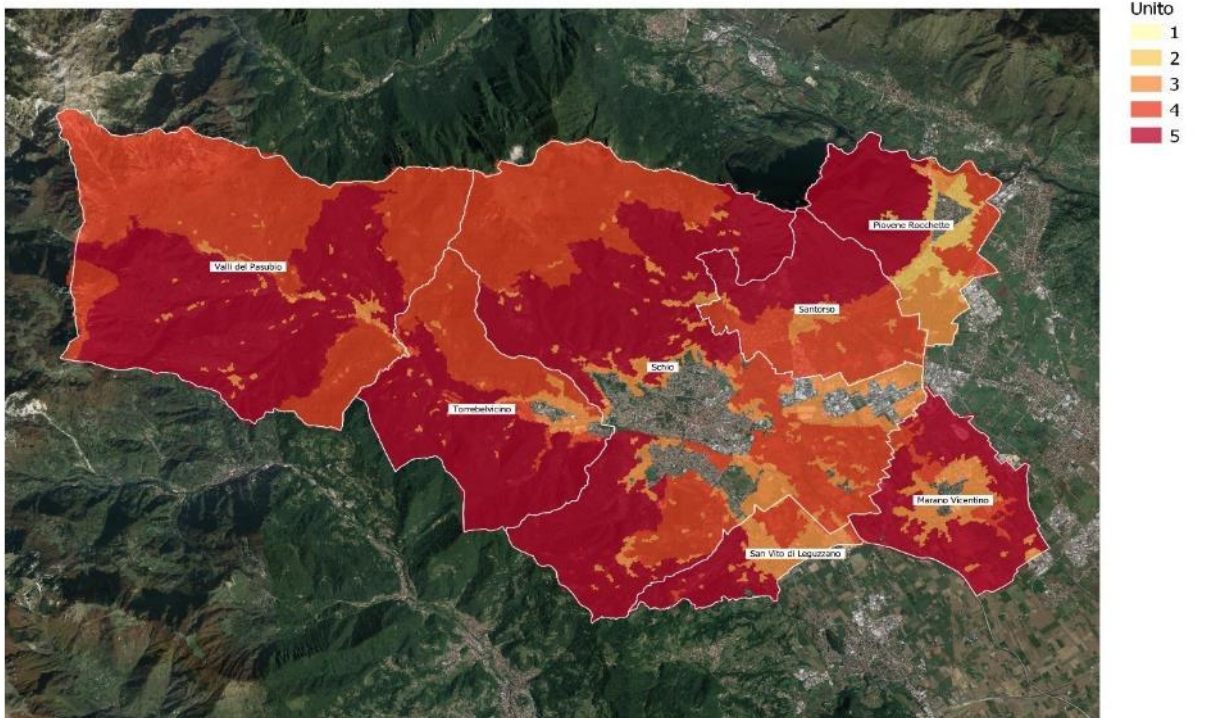 Unito
1
2
3
4
5
Piovene Rocchette
Valli del Pasubio
Santorso
Schio
Torrebelvicino
Marano Vicentino
San Vito di Leguzzano